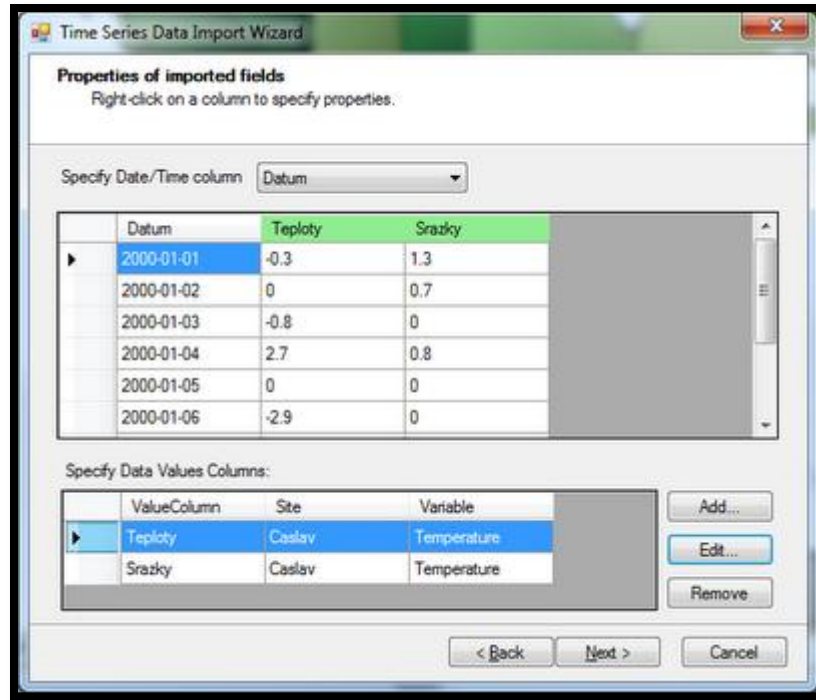 Time Series Data Import Wizard
Properties of imported fields
Right-click on a column to specify properties.
Specify Date/Time column Datum
Datum Teploty Srazky
2000-01-01 -0.3 1.3
2000-01-02 0 0.7
2000-01-03 -0.8 0
2000-01-04 2.7 0.8
2000-01-05 0 0
2000-01-06 -2.9 0
Specify Data Values Columns:
ValueColumn Site Variable
Teploty Caslav Temperature
Srazky Caslav Temperature
Add...
Edit...
Remove
< Back Next > Cancel